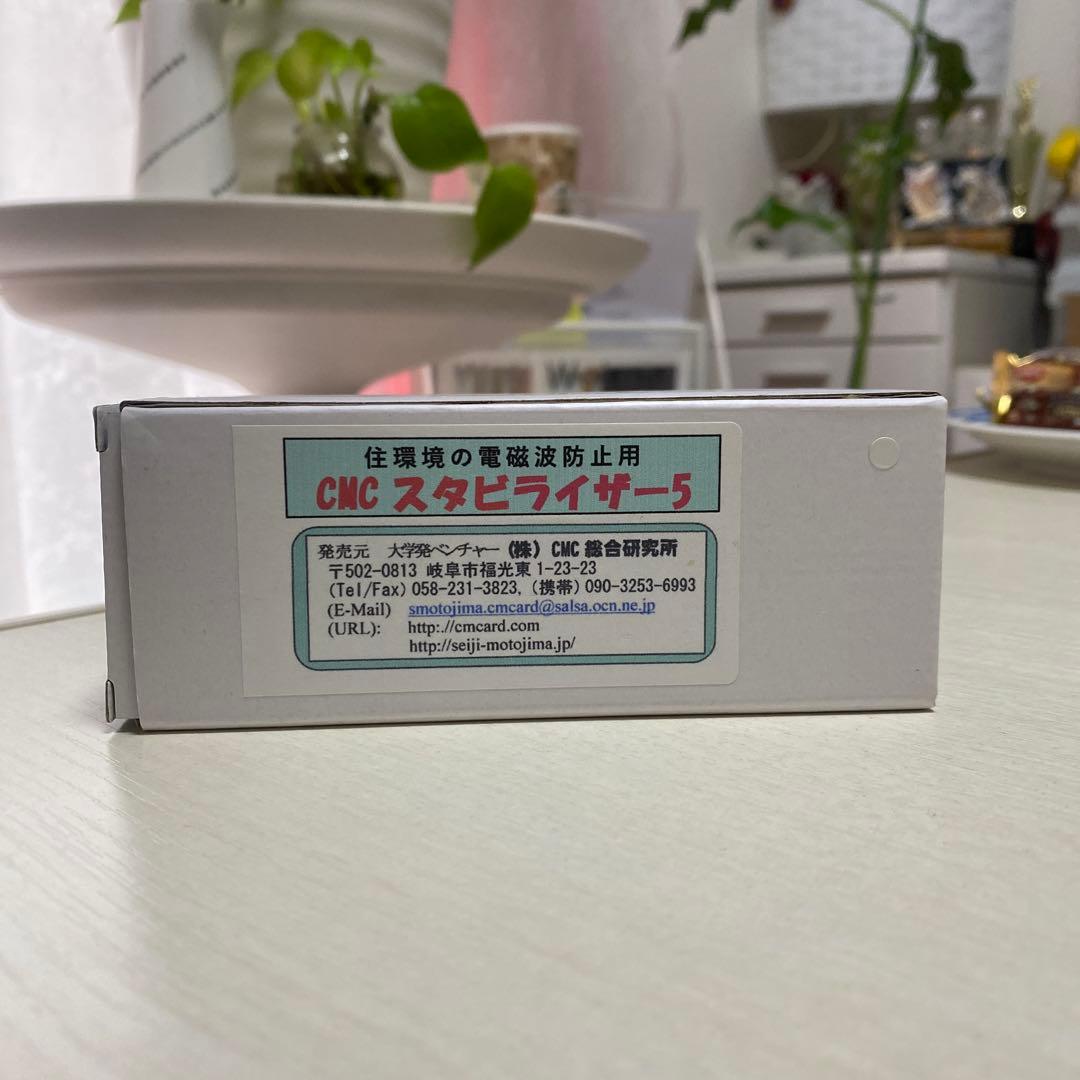 住環境の電磁波防止用
CMC スタビライザー5
発売元 大学発ベンチャー (株) CMC 総合研究所
〒502-0813 岐阜市福光東 1-23-23
(Tel/Fax) 058-231-3823, (携帯) 090-3253-6993
(E-Mail) smotojima.cmcard@salsa.ocn.ne.jp
(URL): http:://cmcard.com
http://seiji-motojima.jp/